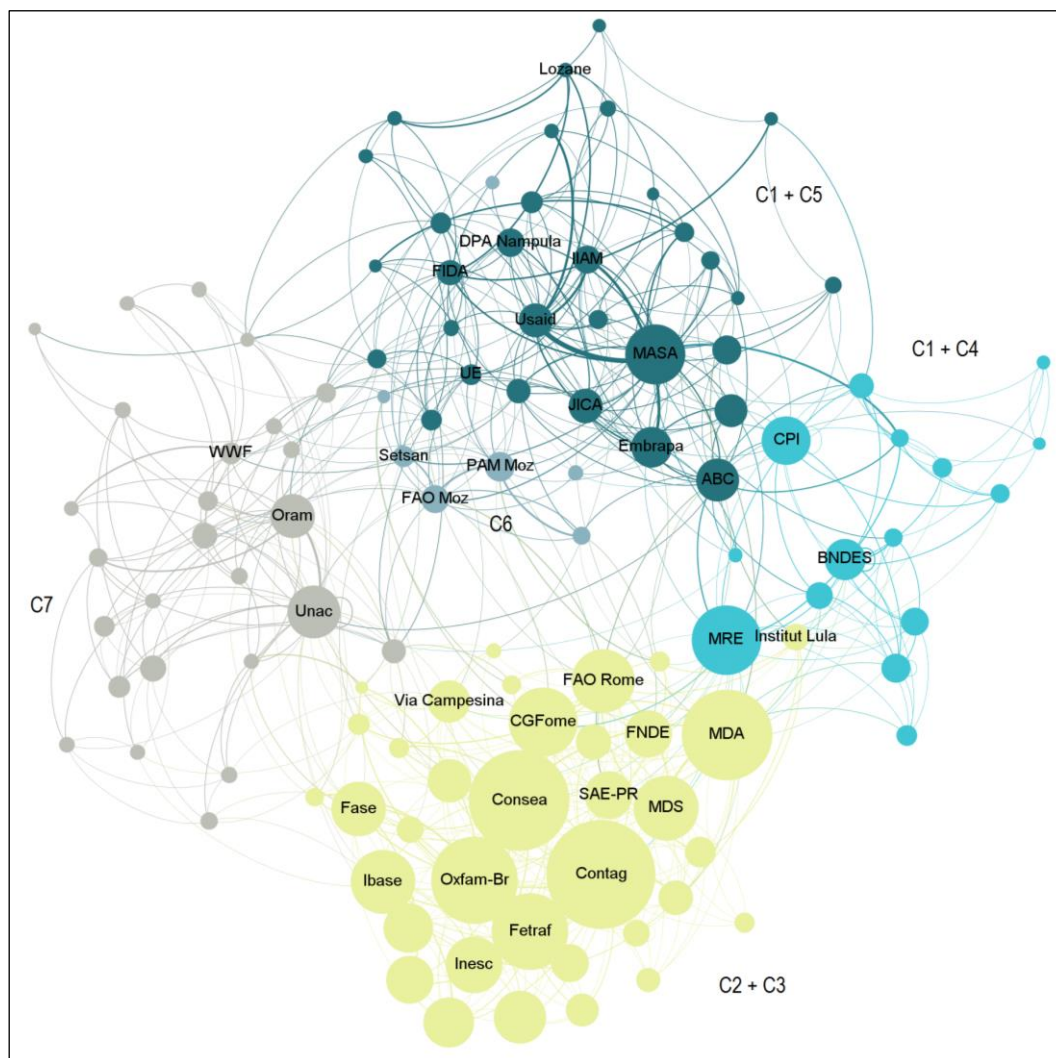 Lozane
C1 + C5
DPA Nampula
IIAM
FIDA
Usaid
MASA
C1 + C4
UE
JICA
CPI
Embrapa
WWF
Setsan
PAM Moz
ABC
FAO Moz
Oram
C6
BNDES
C7
Unac
MRE
Institut Lula
FAO Rome
Via Campesina
CGFome
FNDE
MDA
Consea
SAE-PR
MDS
Fase
Contag
Ibase
Oxfam-Br
Fetraf
Inesc
C2 + C3